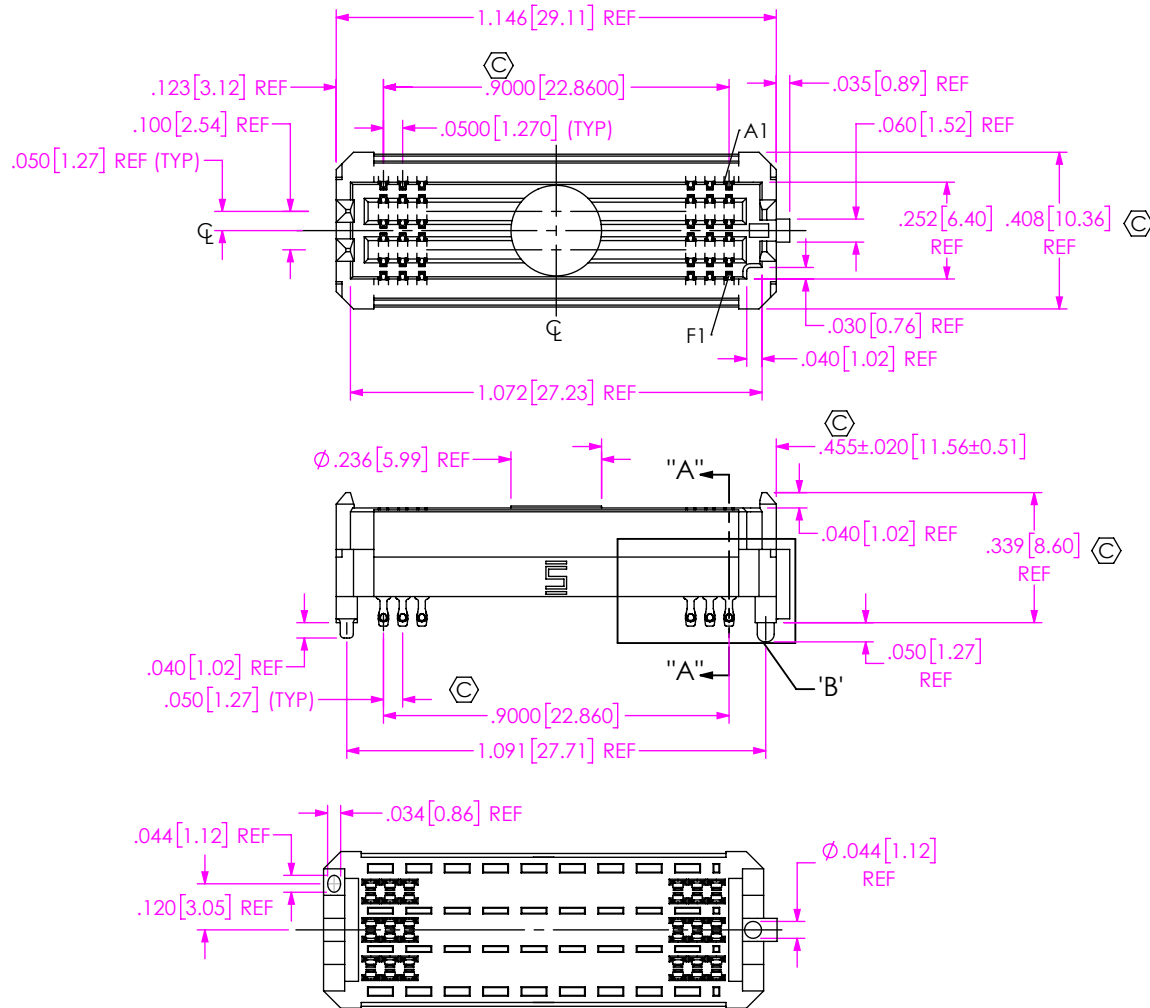 1.146[29.11] REF
C
.123[3.12] REF
.9000[22.8600]
.035[0.89] REF
.100[2.54] REF
.0500[1.270] (TYP)
A1
.060[1.52] REF
.050[1.27] REF (TYP)
.252[6.40]
REF
.408[10.36]
REF
C
℄
℄
F1
.030[0.76] REF
.040[1.02] REF
1.072[27.23] REF
C
.455±.020[11.56±0.51]
Ø.236[5.99] REF
"A"
.040[1.02] REF
.339[8.60]
REF
C
.040[1.02] REF
.050[1.27] (TYP)
C
"A"
'B'
.050[1.27]
REF
.9000[22.860]
1.091[27.71] REF
.034[0.86] REF
.044[1.12] REF
.120[3.05] REF
Ø.044[1.12]
REF